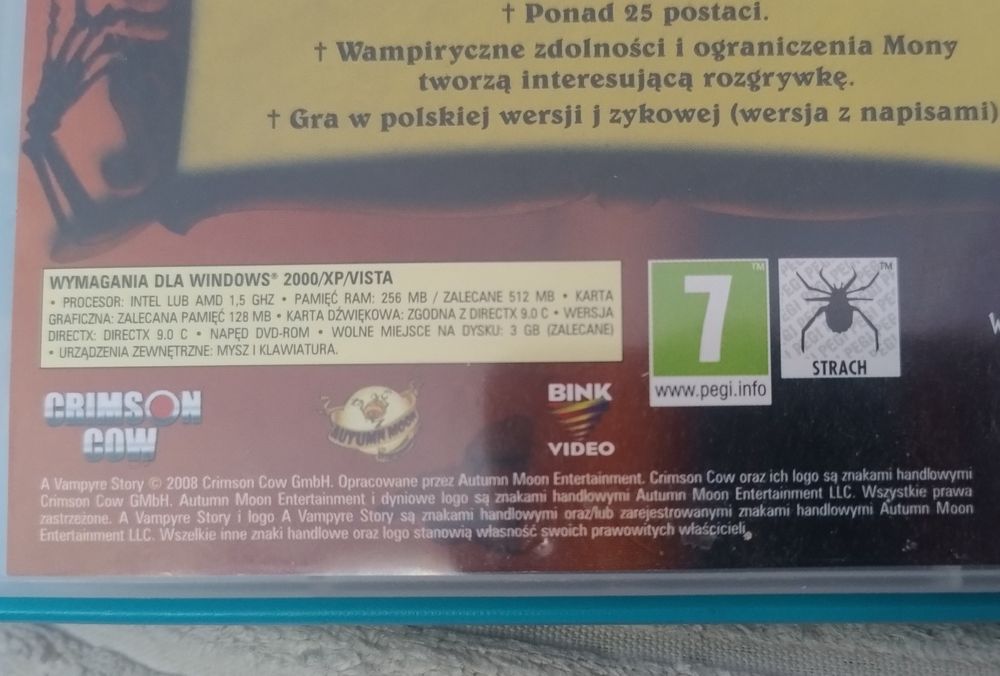 † Ponad 25 postaci.
† Wampiryczne zdolności i ograniczenia Mony
tworzą interesującą rozgrywkę.
† Gra w polskiej wersji j zykowej (wersja z napisami)
WYMAGANIA DLA WINDOWS® 2000/XP/VISTA
• PROCESOR: INTEL LUB AMD 1,5 GHZ • PAMIĘĆ RAM: 256 MB / ZALECANE 512 MB • KARTA
GRAFICZNA: ZALECANA PAMIĘĆ 128 MB • KARTA DŹWIĘKOWA: ZGODNA Z DIRECTX 9.0 C • WERSJA
DIRECTX: DIRECTX 9.0 C • NAPĘD DVD-ROM • WOLNE MIEJSCE NA DYSKU: 3 GB (ZALECANE)
• URZĄDZENIA ZEWNĘTRZNE: MYSZ I KLAWIATURA.
7 TM
www.pegi.info
PEGI TM
STRACH
CRIMSON
COW
AUTUMN MOON
BINK
VIDEO
A Vampyre Story © 2008 Crimson Cow GmbH. Opracowane przez Autumn Moon Entertainment. Crimson Cow oraz ich logo są znakami handlowymi
Crimson Cow GMBH. Autumn Moon Entertainment i dyniowe logo są znakami handlowymi Autumn Moon Entertainment LLC. Wszystkie prawa
zastrzeżone. A Vampyre Story i logo A Vampyre Story są znakami handlowymi oraz/lub zarejestrowanymi znakami handlowymi Autumn Moon
Entertainment LLC. Wszelkie inne znaki handlowe oraz logo stanowią własność swoich prawowitych właścicieli.